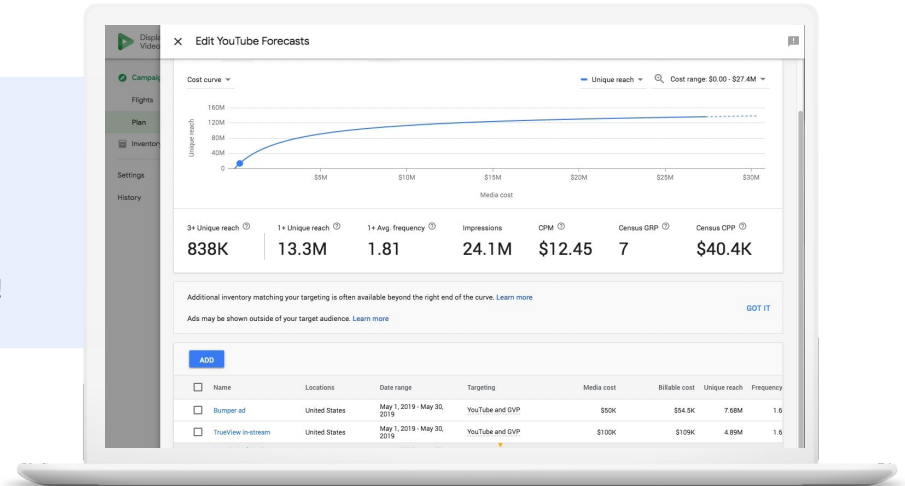 Displa
Video
Edit YouTube Forecasts
Campaig
Flights
Plan
Inventory
Settings
History
Cost curve
Unique reach
Cost range: $0.00 - $27.4M
160M
120M
80M
40M
0
Unique reach
$5M
$10M
$15M
$20M
$25M
$30M
Media cost
3+ Unique reach
1+ Unique reach
1+ Avg. frequency
Impressions
CPM
Census GRP
Census CPP
838K
13.3M
1.81
24.1M
$12.45
7
$40.4K
Additional inventory matching your targeting is often available beyond the right end of the curve. Learn more
Ads may be shown outside of your target audience. Learn more
GOT IT
ADD
Name Locations Date range Targeting Media cost Billable cost Unique reach Frequency
Bumper ad United States May 1, 2019 - May 30, 2019 YouTube and GVP $50K $54.5K 7.68M 1.6
TrueView in-stream United States May 1, 2019 - May 30, 2019 YouTube and GVP $100K $109K 4.89M 1.6